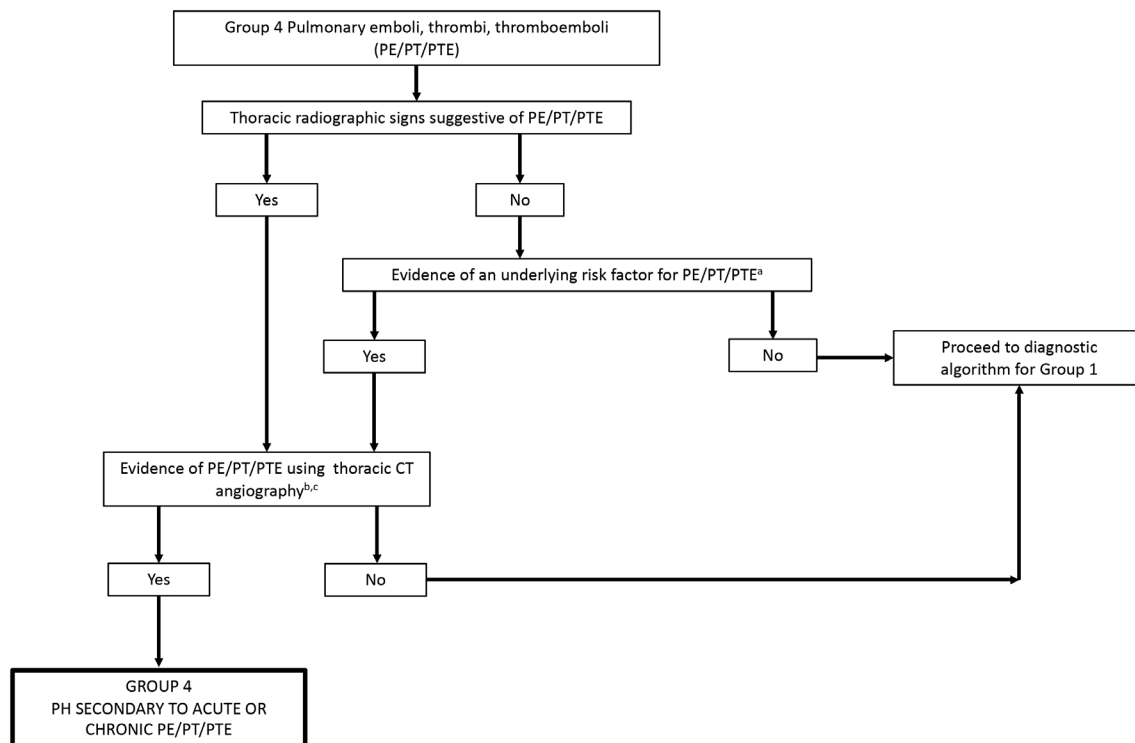 Group 4 Pulmonary emboli, thrombi, thromboemboli
(PE/PT/PTE)
Thoracic radiographic signs suggestive of PE/PT/PTE
Yes
No
Evidence of an underlying risk factor for PE/PT/PTEᵃ
Yes
No
Proceed to diagnostic
algorithm for Group 1
Evidence of PE/PT/PTE using thoracic CT
angiographyᵇ,ᶜ
Yes
No
GROUP 4
PH SECONDARY TO ACUTE OR
CHRONIC PE/PT/PTE